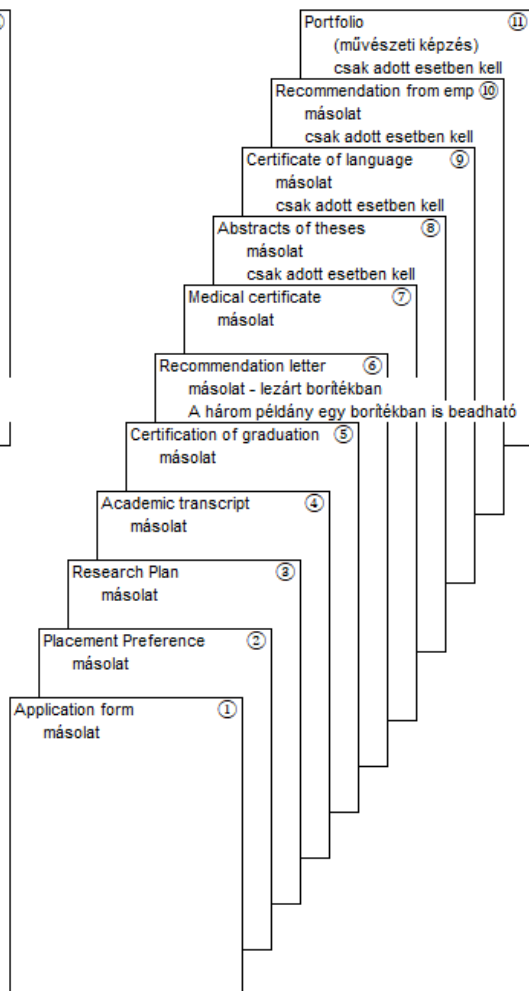 Portfolio ⑪
(művészeti képzés)
csak adott esetben kell
Recommendation from emp ⑩
másolat
csak adott esetben kell
Certificate of language ⑨
másolat
csak adott esetben kell
Abstracts of theses ⑧
másolat
csak adott esetben kell
Medical certificate ⑦
másolat
Recommendation letter ⑥
másolat - lezárt borítékban
A három példány egy borítékban is beadható
Certification of graduation ⑤
másolat
Academic transcript ④
másolat
Research Plan ③
másolat
Placement Preference ②
másolat
Application form ①
másolat